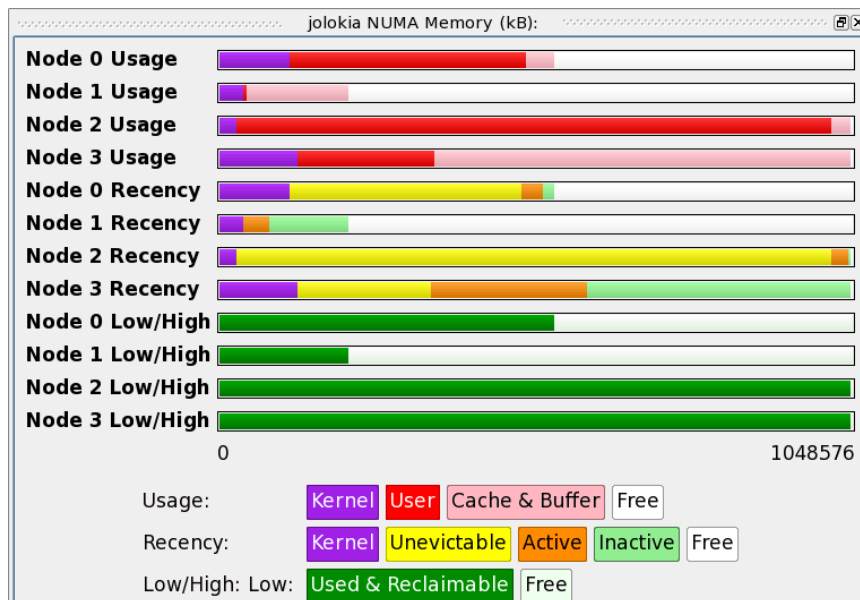 jolokia NUMA Memory (kB):
Node 0 Usage
Node 1 Usage
Node 2 Usage
Node 3 Usage
Node 0 Recency
Node 1 Recency
Node 2 Recency
Node 3 Recency
Node 0 Low/High
Node 1 Low/High
Node 2 Low/High
Node 3 Low/High
0 1048576
Usage: Kernel User Cache & Buffer Free
Recency: Kernel Unevictable Active Inactive Free
Low/High: Low: Used & Reclaimable Free